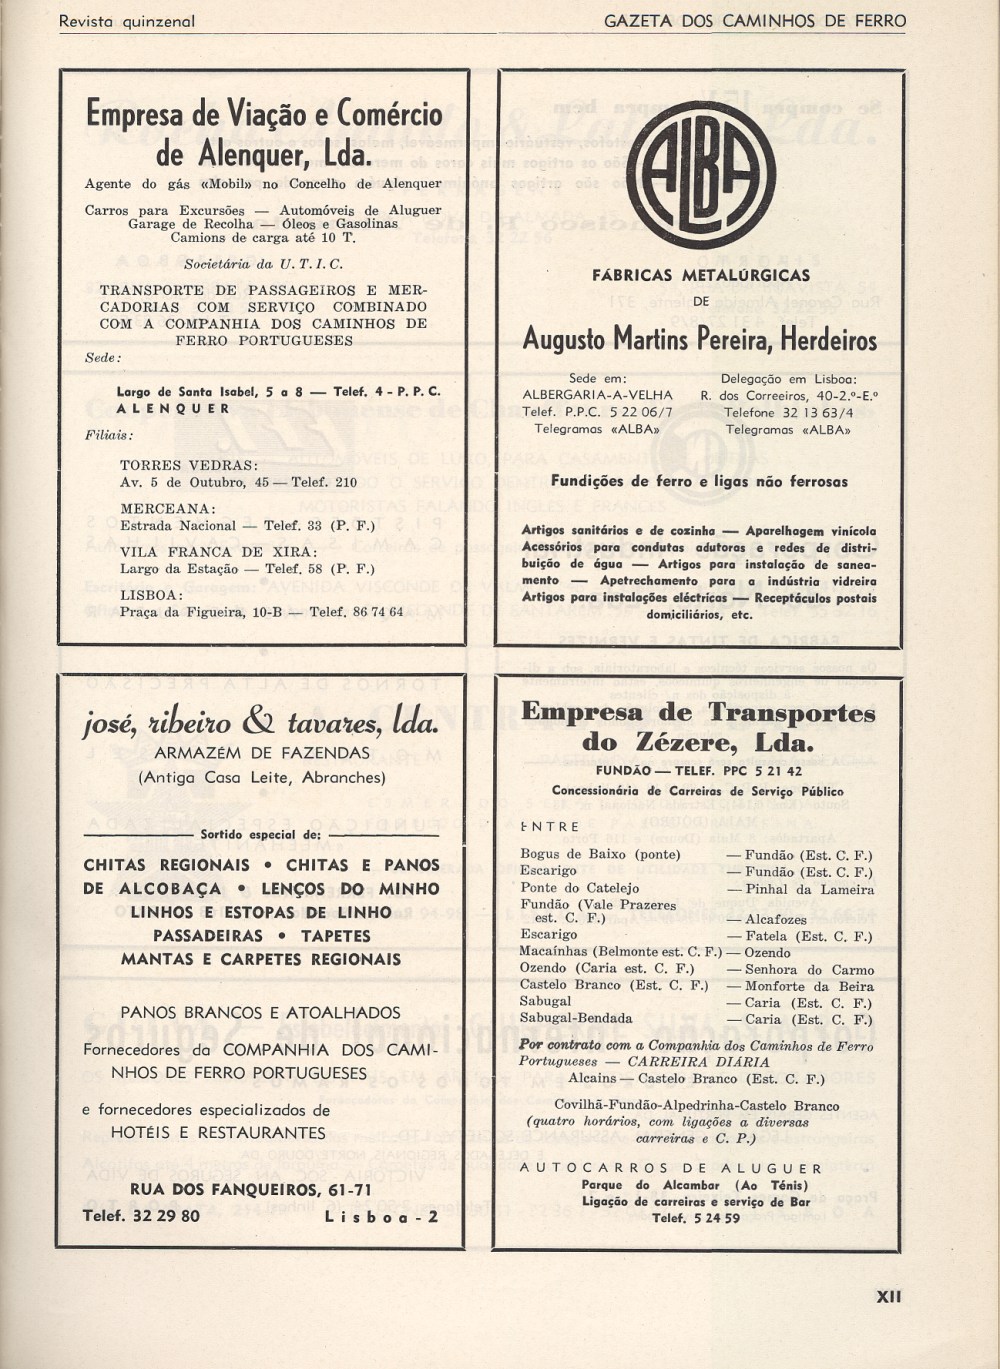 Revista quinzenal
GAZETA DOS CAMINHOS DE FERRO
Empresa de Viação e Comércio
de Alenquer, Lda.
Agente do gás «Mobil» no Concelho de Alenquer
Carros para Excursões — Automóveis de Aluguer
Garage de Recolha — Óleos e Gasolinas
Camions de carga até 10 T.
Societária da U. T. I. C.
TRANSPORTE DE PASSAGEIROS E MER-
CADORIAS COM SERVIÇO COMBINADO
COM A COMPANHIA DOS CAMINHOS DE
FERRO PORTUGUESES
Sede:
Largo de Santa Isabel, 5 a 8 — Telef. 4 - P. P. C.
ALENQUER
Filiais:
TORRES VEDRAS:
Av. 5 de Outubro, 45 — Telef. 210
MERCEANA:
Estrada Nacional — Telef. 33 (P. F.)
VILA FRANCA DE XIRA:
Largo da Estação — Telef. 58 (P. F.)
LISBOA:
Praça da Figueira, 10-B — Telef. 86 74 64
ALBA
FÁBRICAS METALÚRGICAS
DE
Augusto Martins Pereira, Herdeiros
Sede em:
ALBERGARIA-A-VELHA
Telef. P.P.C. 5 22 06/7
Telegramas «ALBA»
Delegação em Lisboa:
R. dos Correeiros, 40-2.º-E.º
Telefone 32 13 63/4
Telegramas «ALBA»
Fundições de ferro e ligas não ferrosas
Artigos sanitários e de cozinha — Aparelhagem vinícola
Acessórios para condutas adutoras e redes de distri-
buição de água — Artigos para instalação de sanea-
mento — Apetrechamento para a indústria vidreira
Artigos para instalações eléctricas — Receptáculos postais
domiciliários, etc.
josé, ribeiro & tavares, lda.
ARMAZÉM DE FAZENDAS
(Antiga Casa Leite, Abranches)
Sortido especial de:
CHITAS REGIONAIS • CHITAS E PANOS
DE ALCOBAÇA • LENÇOS DO MINHO
LINHOS E ESTOPAS DE LINHO
PASSADEIRAS • TAPETES
MANTAS E CARPETES REGIONAIS
PANOS BRANCOS E ATOALHADOS
Fornecedores da COMPANHIA DOS CAMI-
NHOS DE FERRO PORTUGUESES
e fornecedores especializados de
HOTÉIS E RESTAURANTES
RUA DOS FANQUEIROS, 61-71
Telef. 32 29 80 Lisboa-2
Empresa de Transportes
do Zézere, Lda.
FUNDÃO — TELEF. PPC 5 21 42
Concessionária de Carreiras de Serviço Público
ENTRE
Bogus de Baixo (ponte) — Fundão (Est. C. F.)
Escarigo — Fundão (Est. C. F.)
Ponte do Catelejo — Pinhal da Lameira
Fundão (Vale Prazeres
est. C. F.) — Alcafozes
Escarigo — Fatela (Est. C. F.)
Macaínhas (Belmonte est. C. F.) — Ozendo
Ozendo (Caria est. C. F.) — Senhora do Carmo
Castelo Branco (Est. C. F.) — Monforte da Beira
Sabugal — Caria (Est. C. F.)
Sabugal-Bendada — Caria (Est. C. F.)
Por contrato com a Companhia dos Caminhos de Ferro
Portugueses — CARREIRA DIÁRIA
Alcains — Castelo Branco (Est. C. F.)
Covilhã-Fundão-Alpedrinha-Castelo Branco
(quatro horários, com ligações a diversas
carreiras e C. P.)
AUTOCARROS DE ALUGUER
Parque do Alcambar (Ao Ténis)
Ligação de carreiras e serviço de Bar
Telef. 5 24 59
XII